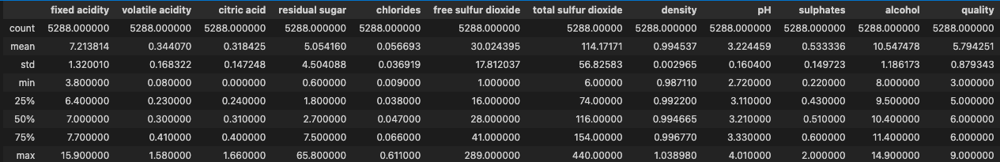 fixed acidity volatile acidity citric acid residual sugar chlorides free sulfur dioxide total sulfur dioxide density pH sulphates alcohol quality
count 5288.000000 5288.000000 5288.000000 5288.000000 5288.000000 5288.000000 5288.00000 5288.000000 5288.000000 5288.000000 5288.000000 5288.000000
mean 7.213814 0.344070 0.318425 5.054160 0.056693 30.024395 114.17171 0.994537 3.224459 0.533336 10.547478 5.794251
std 1.320010 0.168322 0.147248 4.504088 0.036919 17.812037 56.82583 0.002965 0.160400 0.149723 1.186173 0.879343
min 3.800000 0.080000 0.000000 0.600000 0.009000 1.000000 6.00000 0.987110 2.720000 0.220000 8.000000 3.000000
25% 6.400000 0.230000 0.240000 1.800000 0.038000 16.000000 74.00000 0.992200 3.110000 0.430000 9.500000 5.000000
50% 7.000000 0.300000 0.310000 2.700000 0.047000 28.000000 116.00000 0.994665 3.210000 0.510000 10.400000 6.000000
75% 7.700000 0.410000 0.400000 7.500000 0.066000 41.000000 154.00000 0.996770 3.330000 0.600000 11.400000 6.000000
max 15.900000 1.580000 1.660000 65.800000 0.611000 289.000000 440.00000 1.038980 4.010000 2.000000 14.900000 9.000000